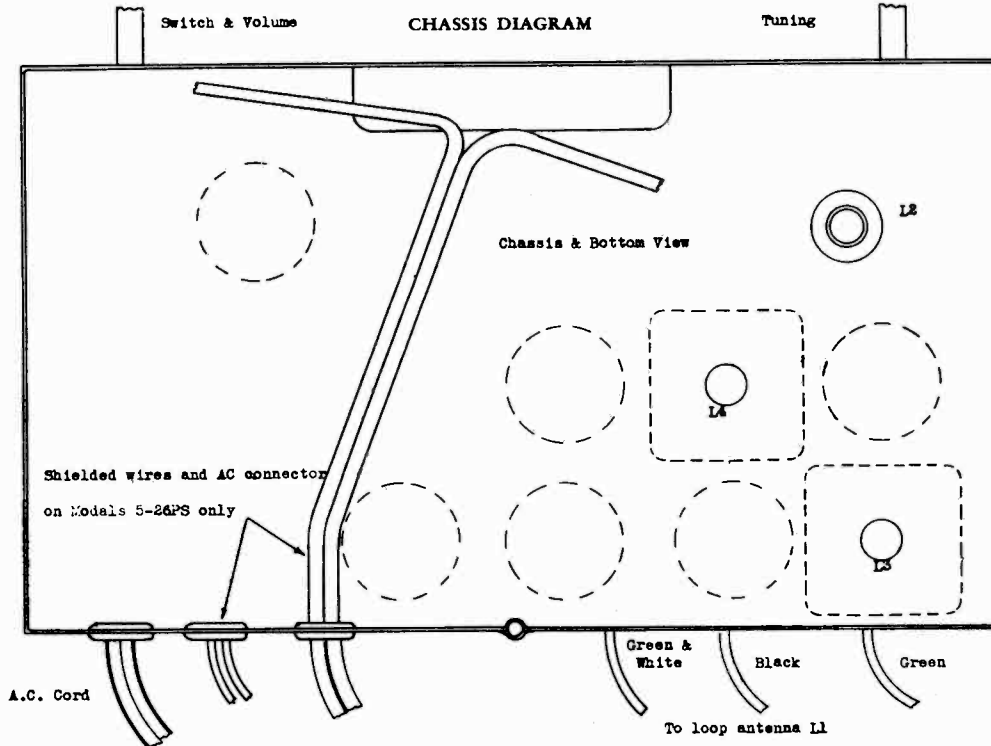 Switch & Volume
CHASSIS DIAGRAM
Tuning
L2
Chassis & Bottom View
L4
Shielded wires and AC connector
on Modals 5-26PS only
L3
Green &
White
Black
Green
A.C. Cord
To loop antenna L1